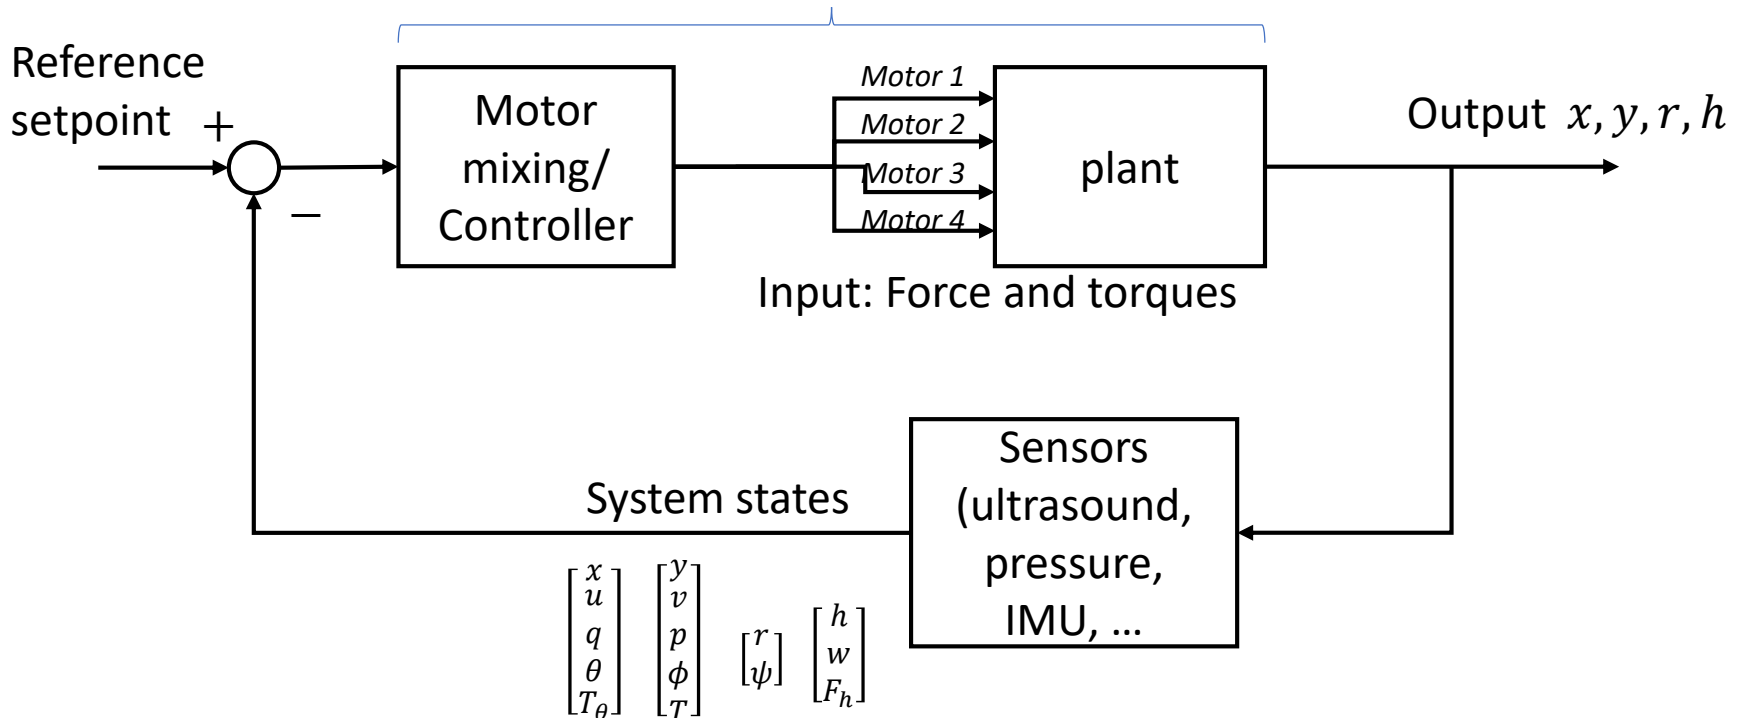 Reference
setpoint
+
−
Motor
mixing/
Controller
Motor 1
Motor 2
Motor 3
Motor 4
plant
Output x, y, r, h
Input: Force and torques
Sensors
(ultrasound,
pressure,
IMU, ...
System states
[x u q θ T_θ]
[y v p ϕ T]
[r ψ]
[h w F_h]